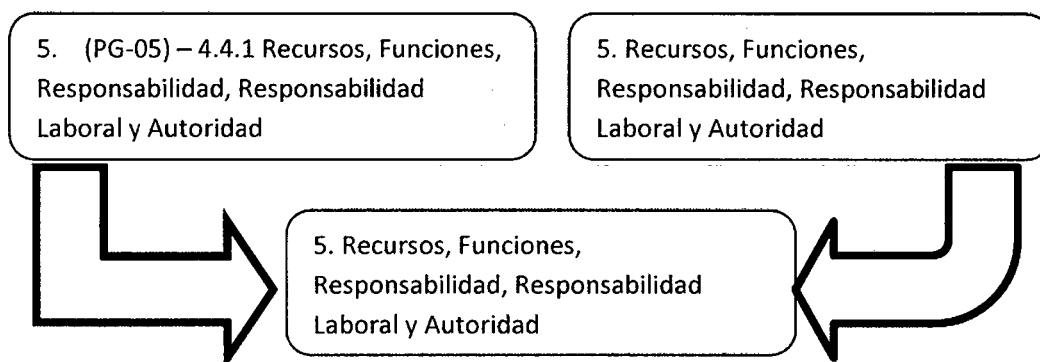 5. (PG-05) – 4.4.1 Recursos, Funciones,
Responsabilidad, Responsabilidad
Laboral y Autoridad
5. Recursos, Funciones,
Responsabilidad, Responsabilidad
Laboral y Autoridad
5. Recursos, Funciones,
Responsabilidad, Responsabilidad
Laboral y Autoridad